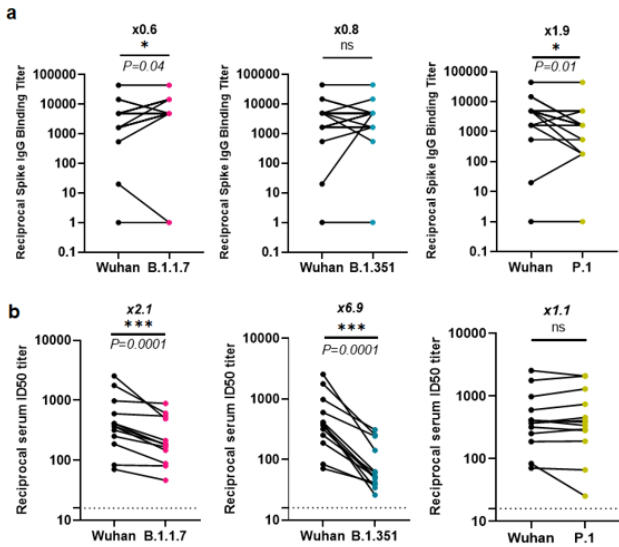 a
x0.6
*
P=0.04
Reciprocal Spike IgG Binding Titer
100000
10000
1000
100
10
1
0.1
Wuhan B.1.1.7
x0.8
ns
Reciprocal Spike IgG Binding Titer
100000
10000
1000
100
10
1
0.1
Wuhan B.1.351
x1.9
*
P=0.01
Reciprocal Spike IgG Binding Titer
100000
10000
1000
100
10
1
0.1
Wuhan P.1
b
x2.1
***
P=0.0001
Reciprocal serum ID50 titer
10000
1000
100
10
Wuhan B.1.1.7
x6.9
***
P=0.0001
Reciprocal serum ID50 titer
10000
1000
100
10
Wuhan B.1.351
x1.1
ns
Reciprocal serum ID50 titer
10000
1000
100
10
Wuhan P.1